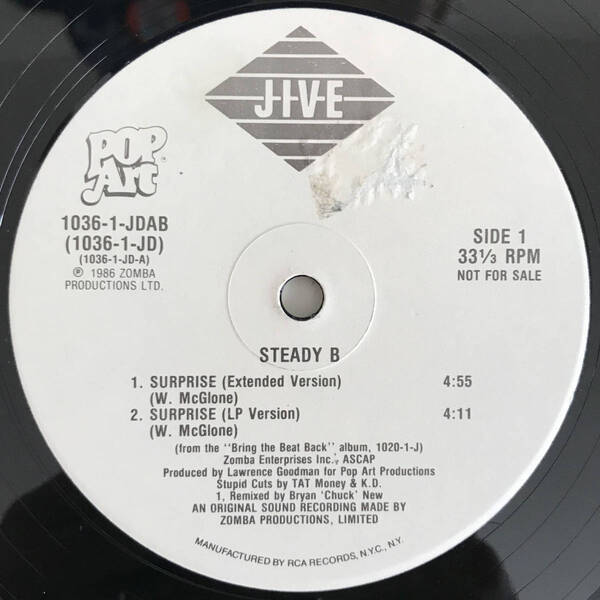 JIVE
POP
Art
®
1036-1-JDAB
(1036-1-JD)
(1036-1-JD-A)
℗ 1986 ZOMBA
PRODUCTIONS LTD.
SIDE 1
33⅓ RPM
NOT FOR SALE
STEADY B
1. SURPRISE (Extended Version) 4:55
(W. McGlone)
2. SURPRISE (LP Version) 4:11
(W. McGlone)
(from the "Bring the Beat Back" album, 1020-1-J)
Zomba Enterprises Inc., ASCAP
Produced by Lawrence Goodman for Pop Art Productions
Stupid Cuts by TAT Money & K.D.
1, Remixed by Bryan 'Chuck' New
AN ORIGINAL SOUND RECORDING MADE BY
ZOMBA PRODUCTIONS, LIMITED
MANUFACTURED BY RCA RECORDS, N.Y.C., N.Y.